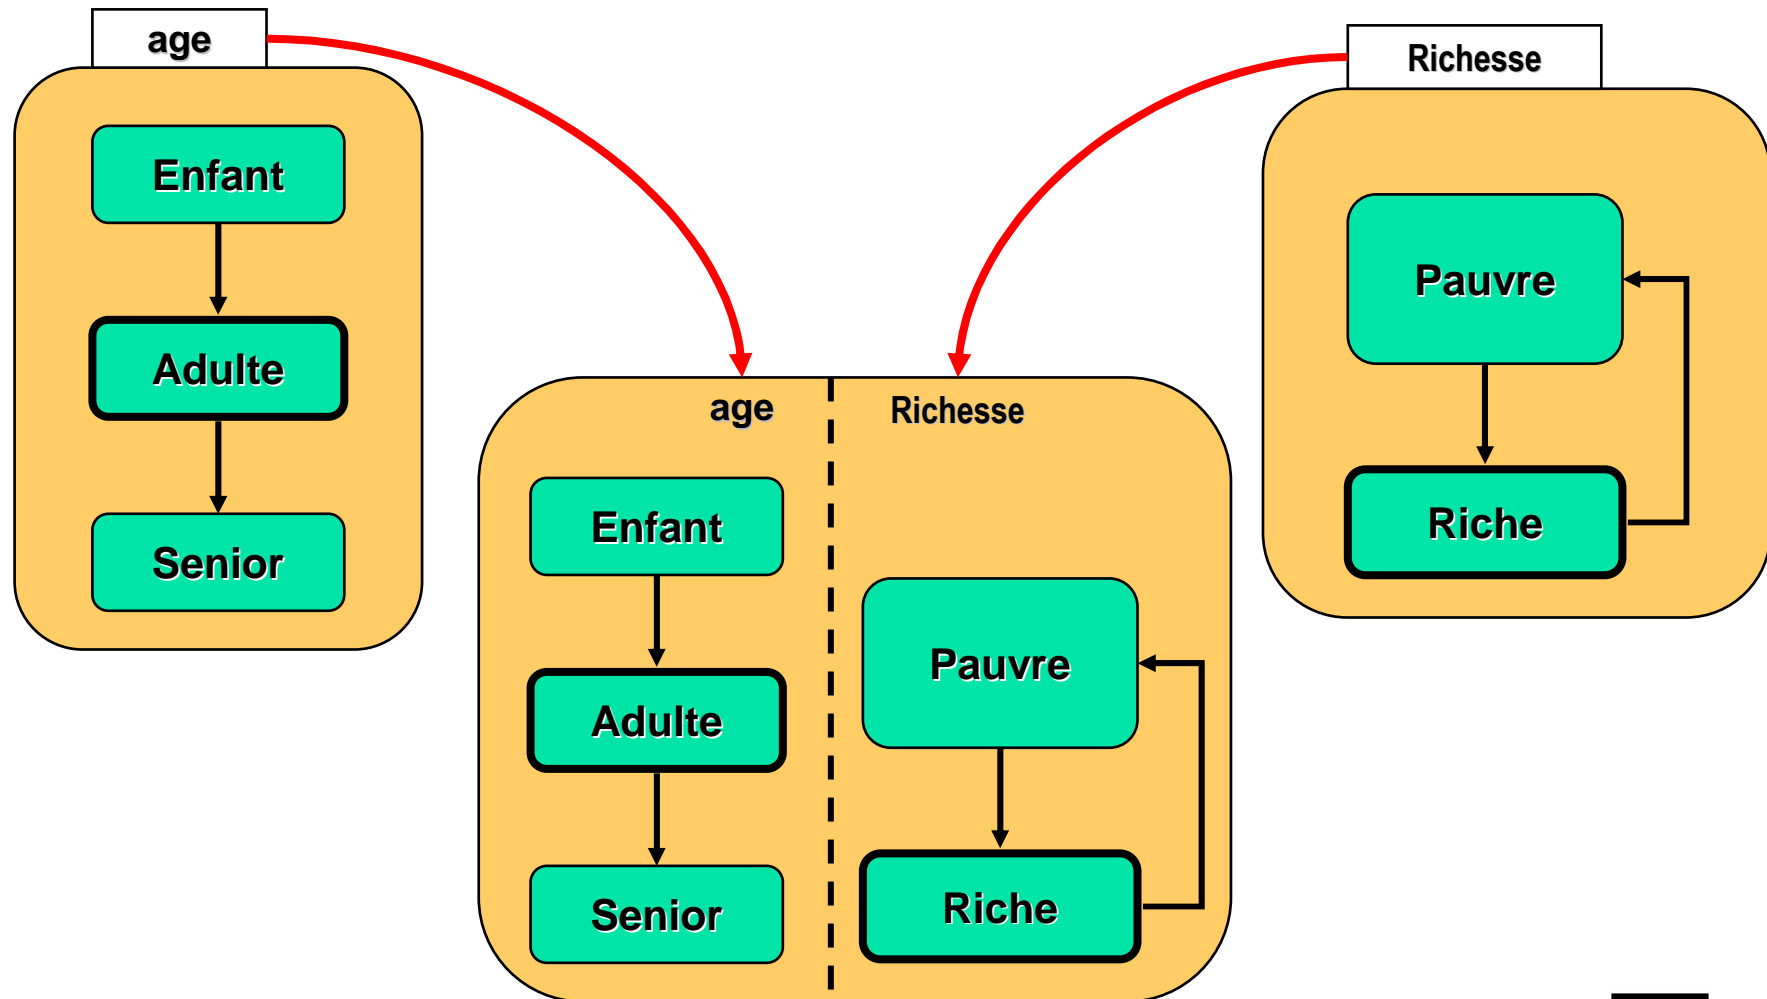 age
Enfant
Adulte
Senior
Richesse
Pauvre
Riche
age
Richesse
Enfant
Adulte
Senior
Pauvre
Riche